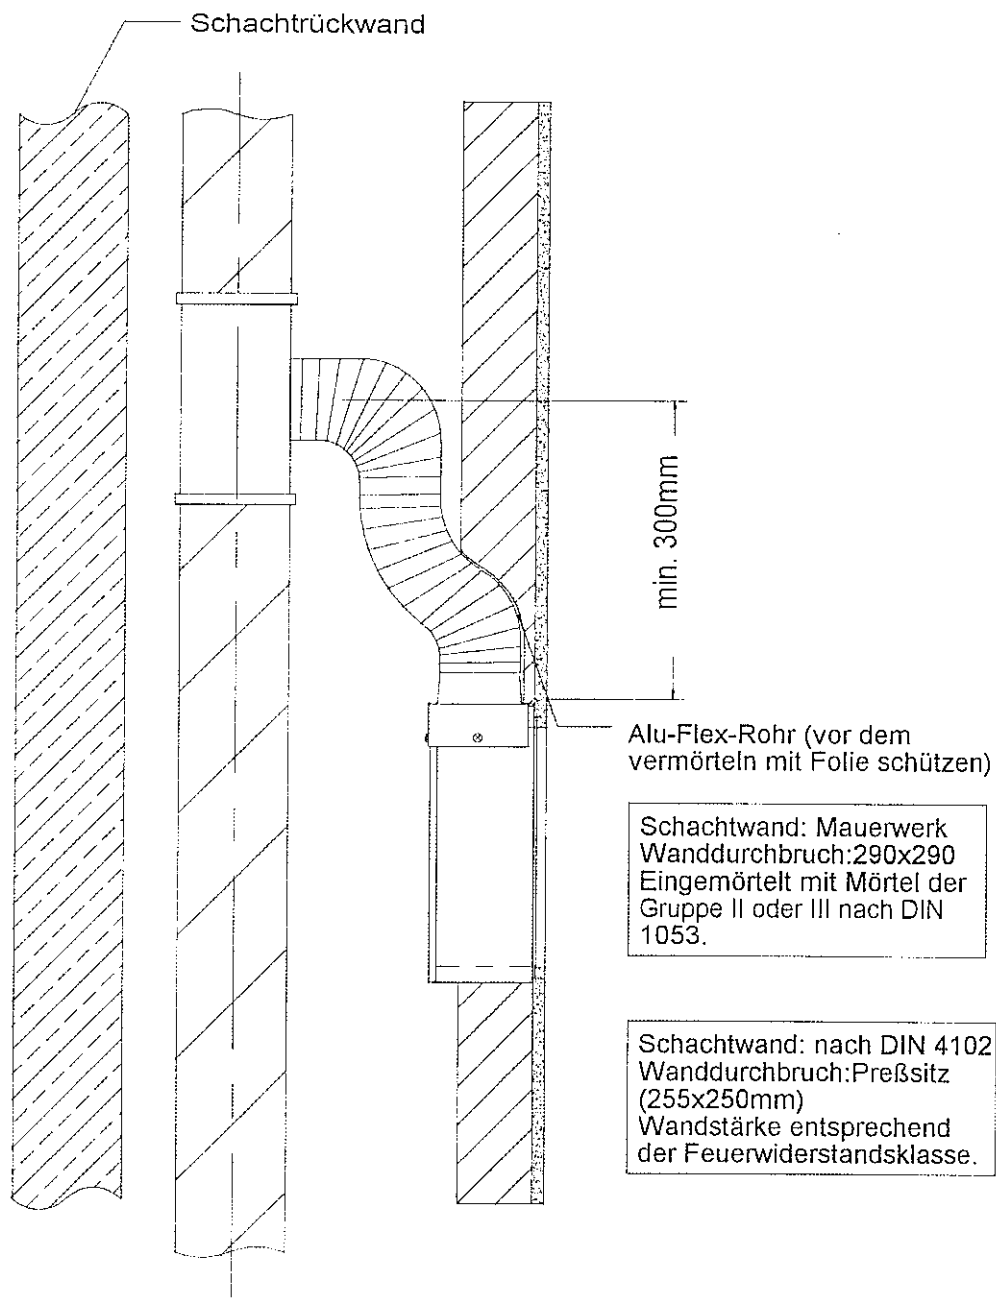 Schachtrückwand
min. 300mm
Alu-Flex-Rohr (vor dem
vermörteln mit Folie schützen)
Schachtwand: Mauerwerk
Wanddurchbruch:290x290
Eingemörtelt mit Mörtel der
Gruppe II oder III nach DIN
1053.
Schachtwand: nach DIN 4102
Wanddurchbruch:Preßsitz
(255x250mm)
Wandstärke entsprechend
der Feuerwiderstandsklasse.